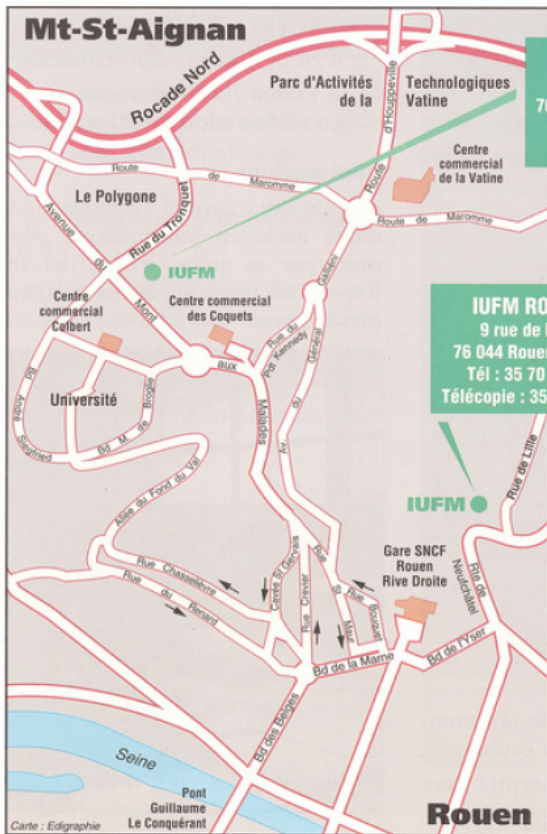 Mt-St-Aignan
Rocade Nord
Parc d'Activités
de la
Technologiques
Vatine
Route d'Houppeville
Centre
commercial
de la Vatine
Route de Maromme
Route de Maromme
Le Polygone
Avenue du Mont aux Malades
Rue du Tronquet
IUFM
Centre
commercial
Colbert
Centre commercial
des Coquets
Rue du
Pdt Kennedy
Av. du Général Galliéni
Université
Bd André Siegfried
Bd M. de Broglie
IUFM RO
9 rue de
76 044 Rouen
Tél : 35 70
Télécopie : 35
Rue de Lille
IUFM
Allée du Fond du Val
Rue Chasselièvre
Rue du Renard
Cavée St Gervais
Rue Crevier
Rue St Maur
Rue Bouquet
Gare SNCF
Rouen
Rive Droite
Rte de
Neufchâtel
Bd de l'Yser
Bd de la Marne
Bd des Belges
Seine
Pont
Guillaume
Le Conquérant
Carte : Edigraphie
Rouen